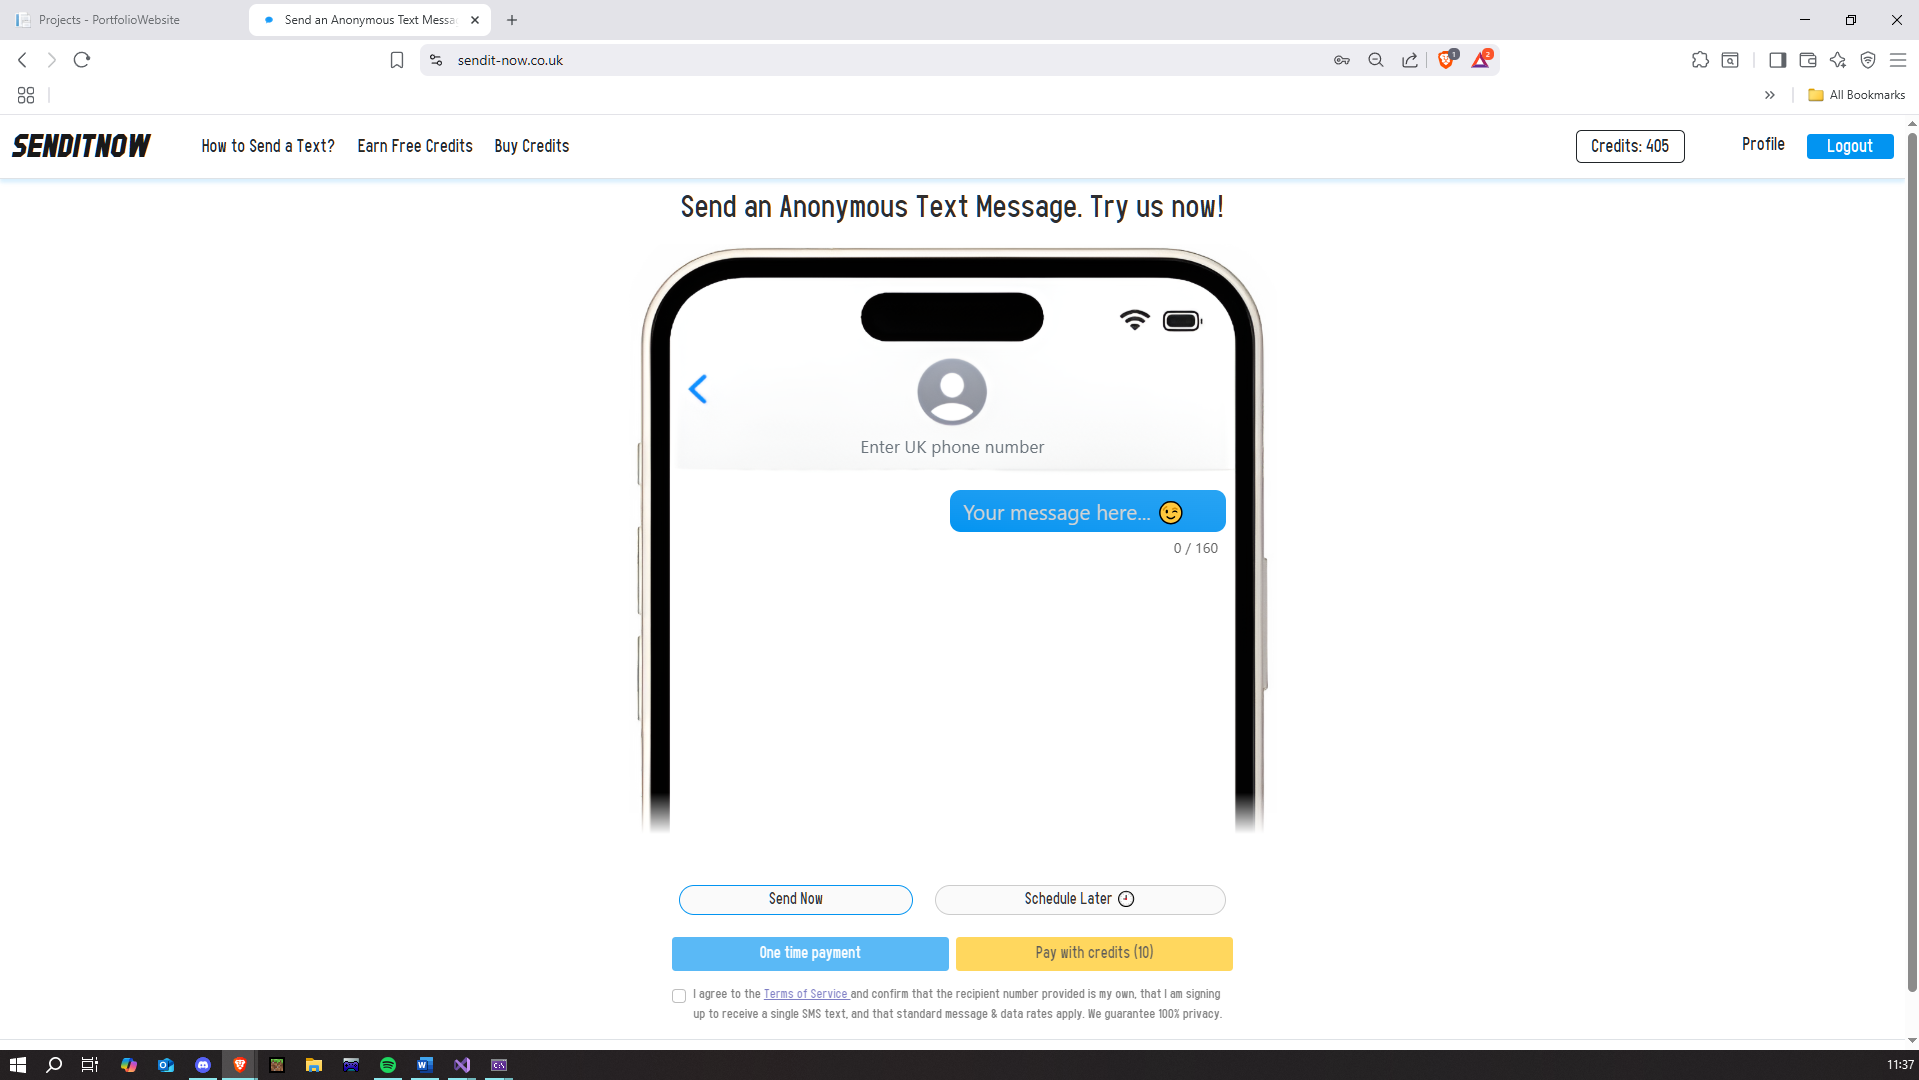 Projects - PortfolioWebsite
Send an Anonymous Text Messa
sendit-now.co.uk
1
2
All Bookmarks
SENDITNOW
How to Send a Text?
Earn Free Credits
Buy Credits
Credits: 405
Profile
Logout
Send an Anonymous Text Message. Try us now!
Enter UK phone number
Your message here... 😉
0 / 160
Send Now
Schedule Later
One time payment
Pay with credits (10)
I agree to the Terms of Service and confirm that the recipient number provided is my own, that I am signing
up to receive a single SMS text, and that standard message & data rates apply. We guarantee 100% privacy.
11:37